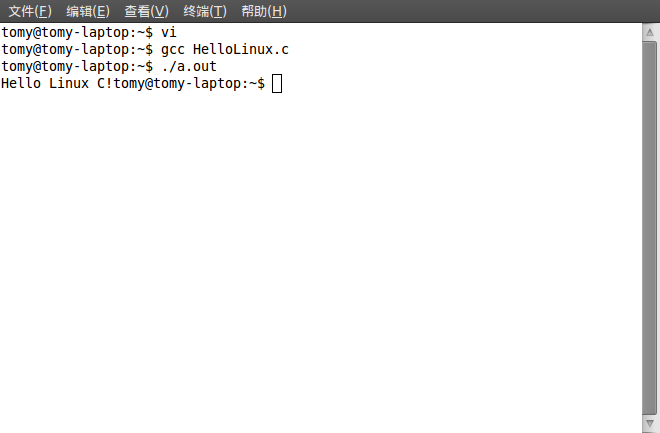 文件(F) 编辑(E) 查看(V) 终端(T) 帮助(H)
tomy@tomy-laptop:~$ vi
tomy@tomy-laptop:~$ gcc HelloLinux.c
tomy@tomy-laptop:~$ ./a.out
Hello Linux C!tomy@tomy-laptop:~$